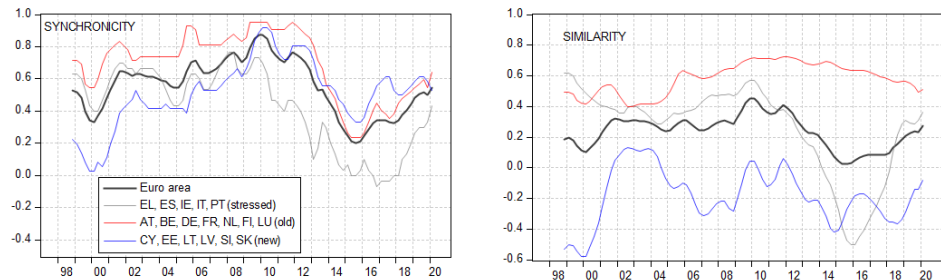 SYNCHRONICITY
1.0
0.8
0.6
0.4
0.2
0.0
-0.2
-0.4
Euro area
EL, ES, IE, IT, PT (stressed)
AT, BE, DE, FR, NL, FI, LU (old)
CY, EE, LT, LV, SI, SK (new)
98 00 02 04 06 08 10 12 14 16 18 20
SIMILARITY
1.0
0.8
0.6
0.4
0.2
0.0
-0.2
-0.4
-0.6
98 00 02 04 06 08 10 12 14 16 18 20